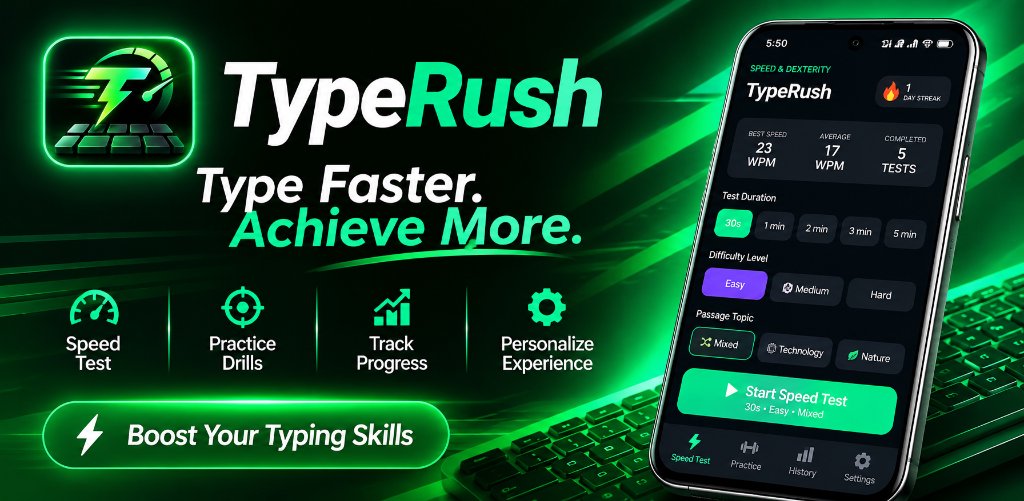 TypeRush
Type Faster.
Achieve More.
Speed
Test
Practice
Drills
Track
Progress
Personalize
Experience
Boost Your Typing Skills
5:50
SPEED & DEXTERITY
TypeRush
1
DAY STREAK
BEST SPEED
23
WPM
AVERAGE
17
WPM
COMPLETED
5
TESTS
Test Duration
30s
1 min
2 min
3 min
5 min
Difficulty Level
Easy
Medium
Hard
Passage Topic
Mixed
Technology
Nature
Start Speed Test
30s • Easy • Mixed
Speed Test
Practice
History
Settings